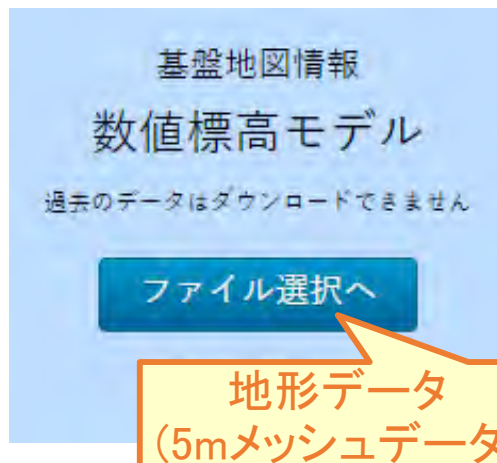 基盤地図情報
数値標高モデル
過去のデータはダウンロードできません
ファイル選択へ
地形データ
(5mメッシュデータ